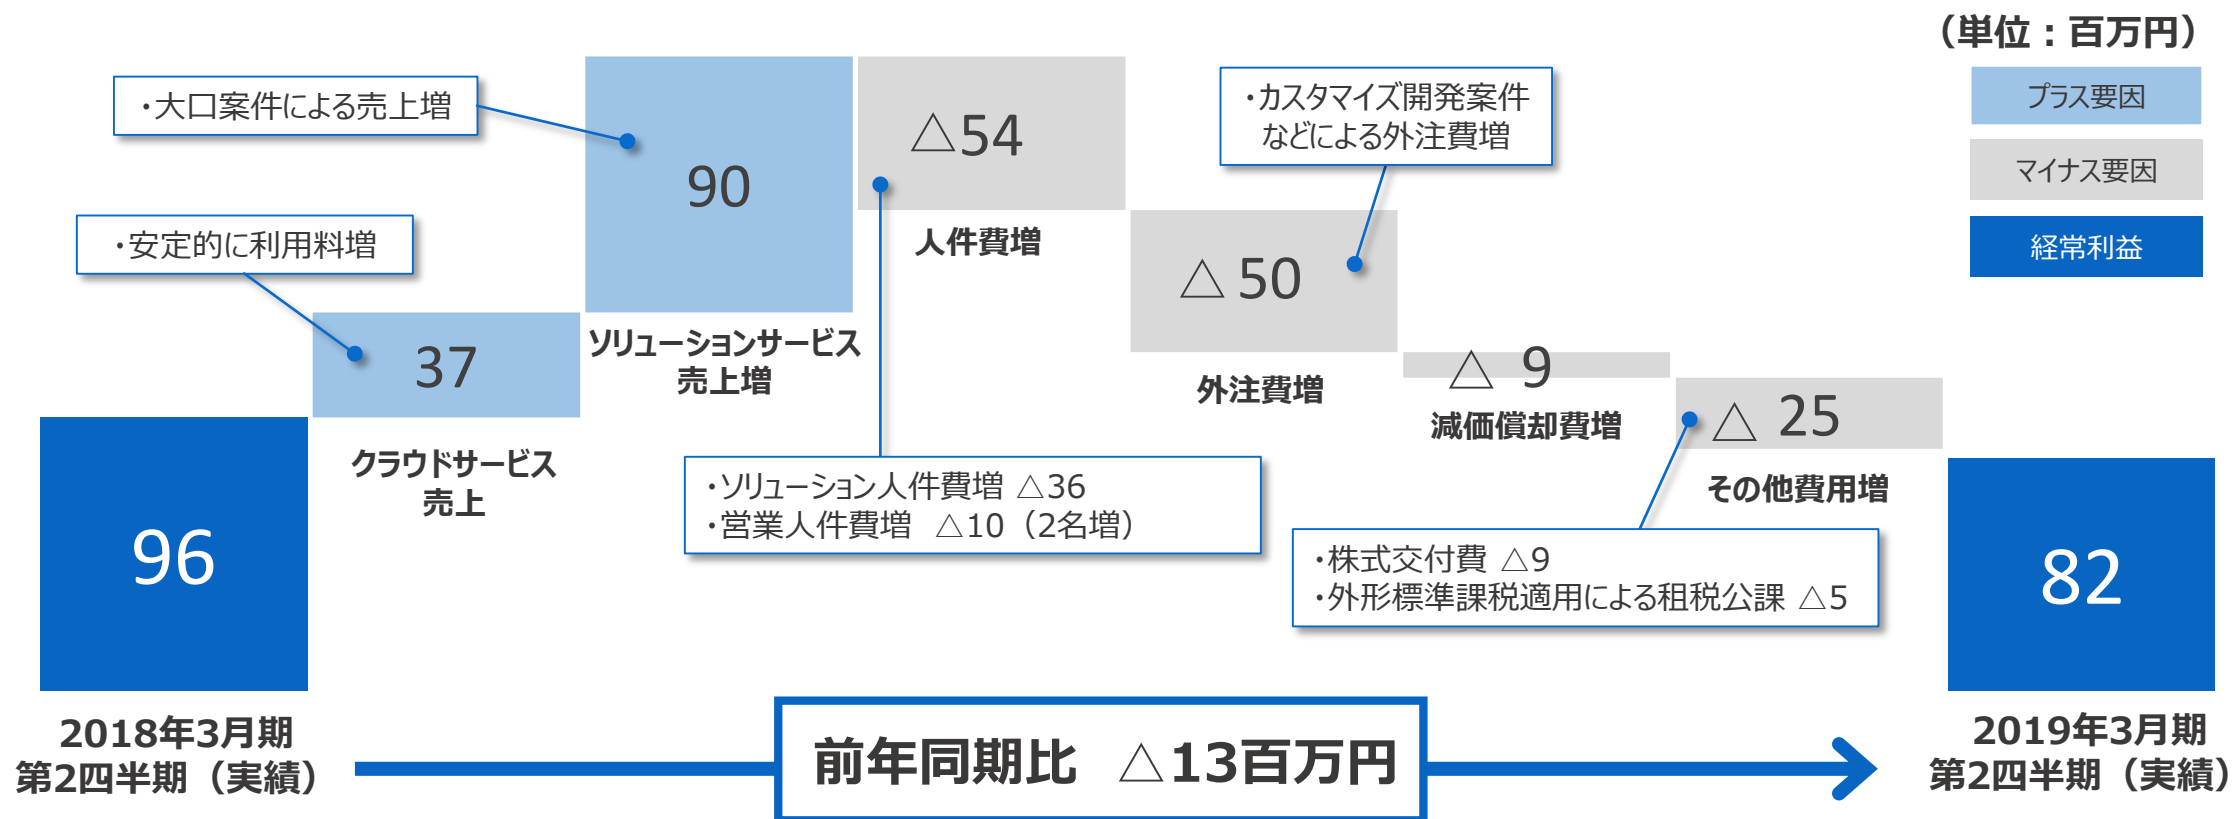 （単位：百万円）
プラス要因
マイナス要因
経常利益
・大口案件による売上増
・安定的に利用料増
・カスタマイズ開発案件
などによる外注費増
96
37
90
△54
△ 50
△ 9
△ 25
82
クラウドサービス
売上
ソリューションサービス
売上増
人件費増
外注費増
減価償却費増
その他費用増
・ソリューション人件費増 △36
・営業人件費増 △10（2名増）
・株式交付費 △9
・外形標準課税適用による租税公課 △5
2018年3月期
第2四半期（実績）
前年同期比 △13百万円
2019年3月期
第2四半期（実績）